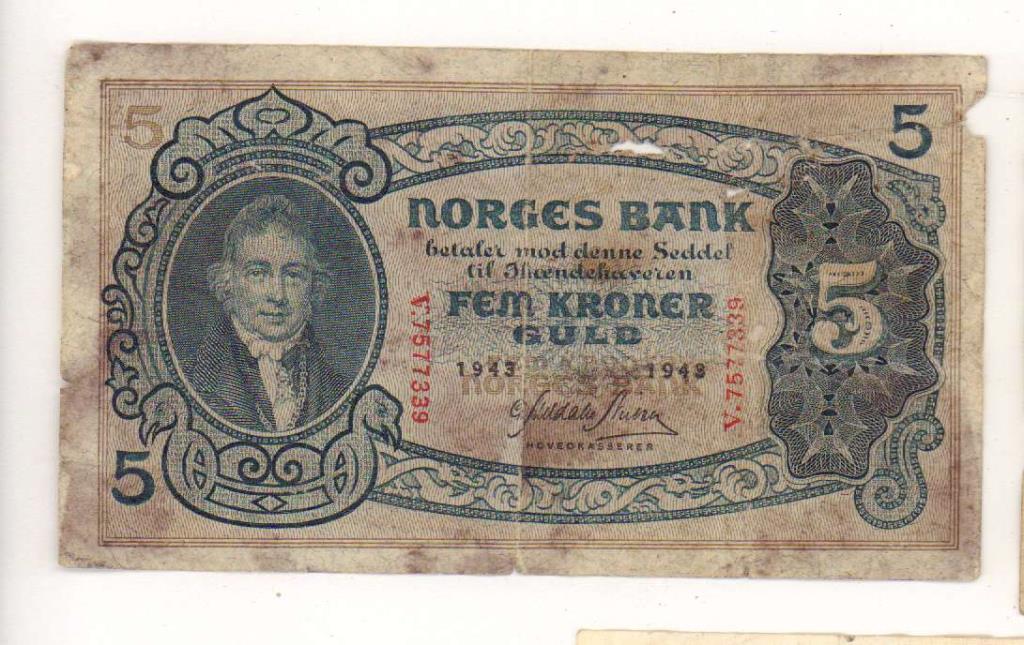 5
5
NORGES BANK
betaler mod denne Seddel
til Ihændehaveren
FEM KRONER
GULD
5
V.7577339
V.7577339
1943
1943
NORGES BANK
HOVEDKASSERER
5